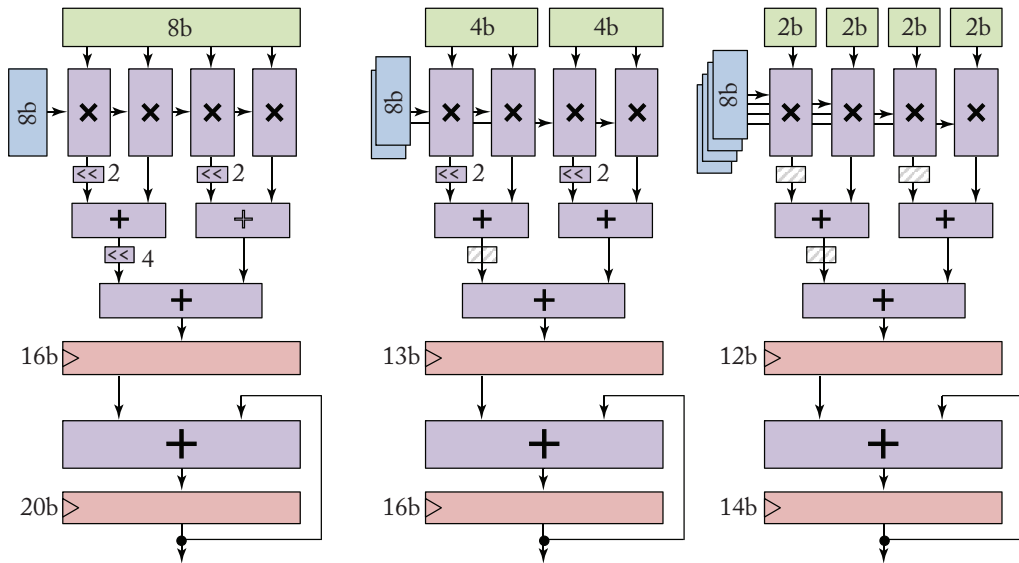 8b
8b
× × × ×
<< 2 << 2
+ +
<< 4
+
16b
+
20b
4b 4b
8b
× × × ×
<< 2 << 2
+ +
+
13b
+
16b
2b 2b 2b 2b
8b
× × × ×
+ +
+
12b
+
14b